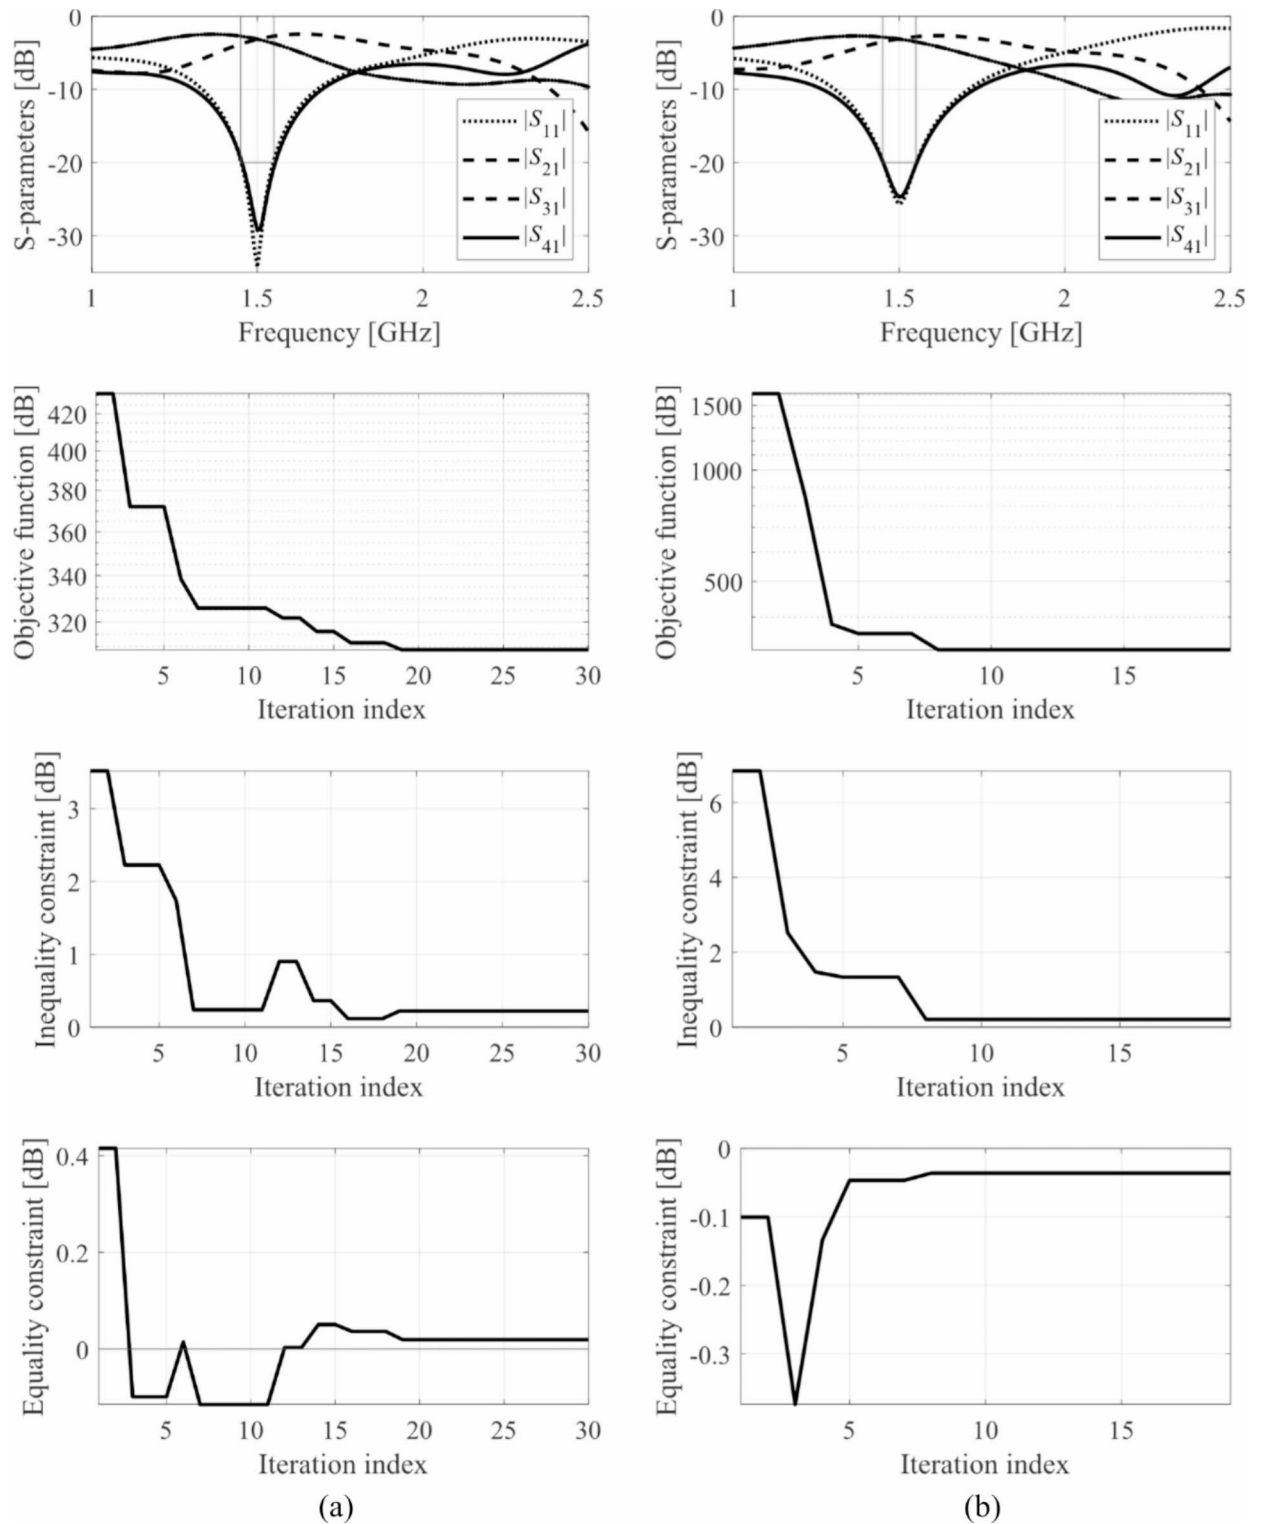 S-parameters [dB]
0
-10
-20
-30
|S11|
|S21|
|S31|
|S41|
1
1.5
2
2.5
Frequency [GHz]
S-parameters [dB]
0
-10
-20
-30
|S11|
|S21|
|S31|
|S41|
1
1.5
2
2.5
Frequency [GHz]
Objective function [dB]
420
400
380
360
340
320
5
10
15
20
25
30
Iteration index
Objective function [dB]
1500
1000
500
5
10
15
Iteration index
Inequality constraint [dB]
3
2
1
0
5
10
15
20
25
30
Iteration index
Inequality constraint [dB]
6
4
2
0
5
10
15
Iteration index
Equality constraint [dB]
0.4
0.2
0
5
10
15
20
25
30
Iteration index
Equality constraint [dB]
0
-0.1
-0.2
-0.3
5
10
15
Iteration index
(a)
(b)